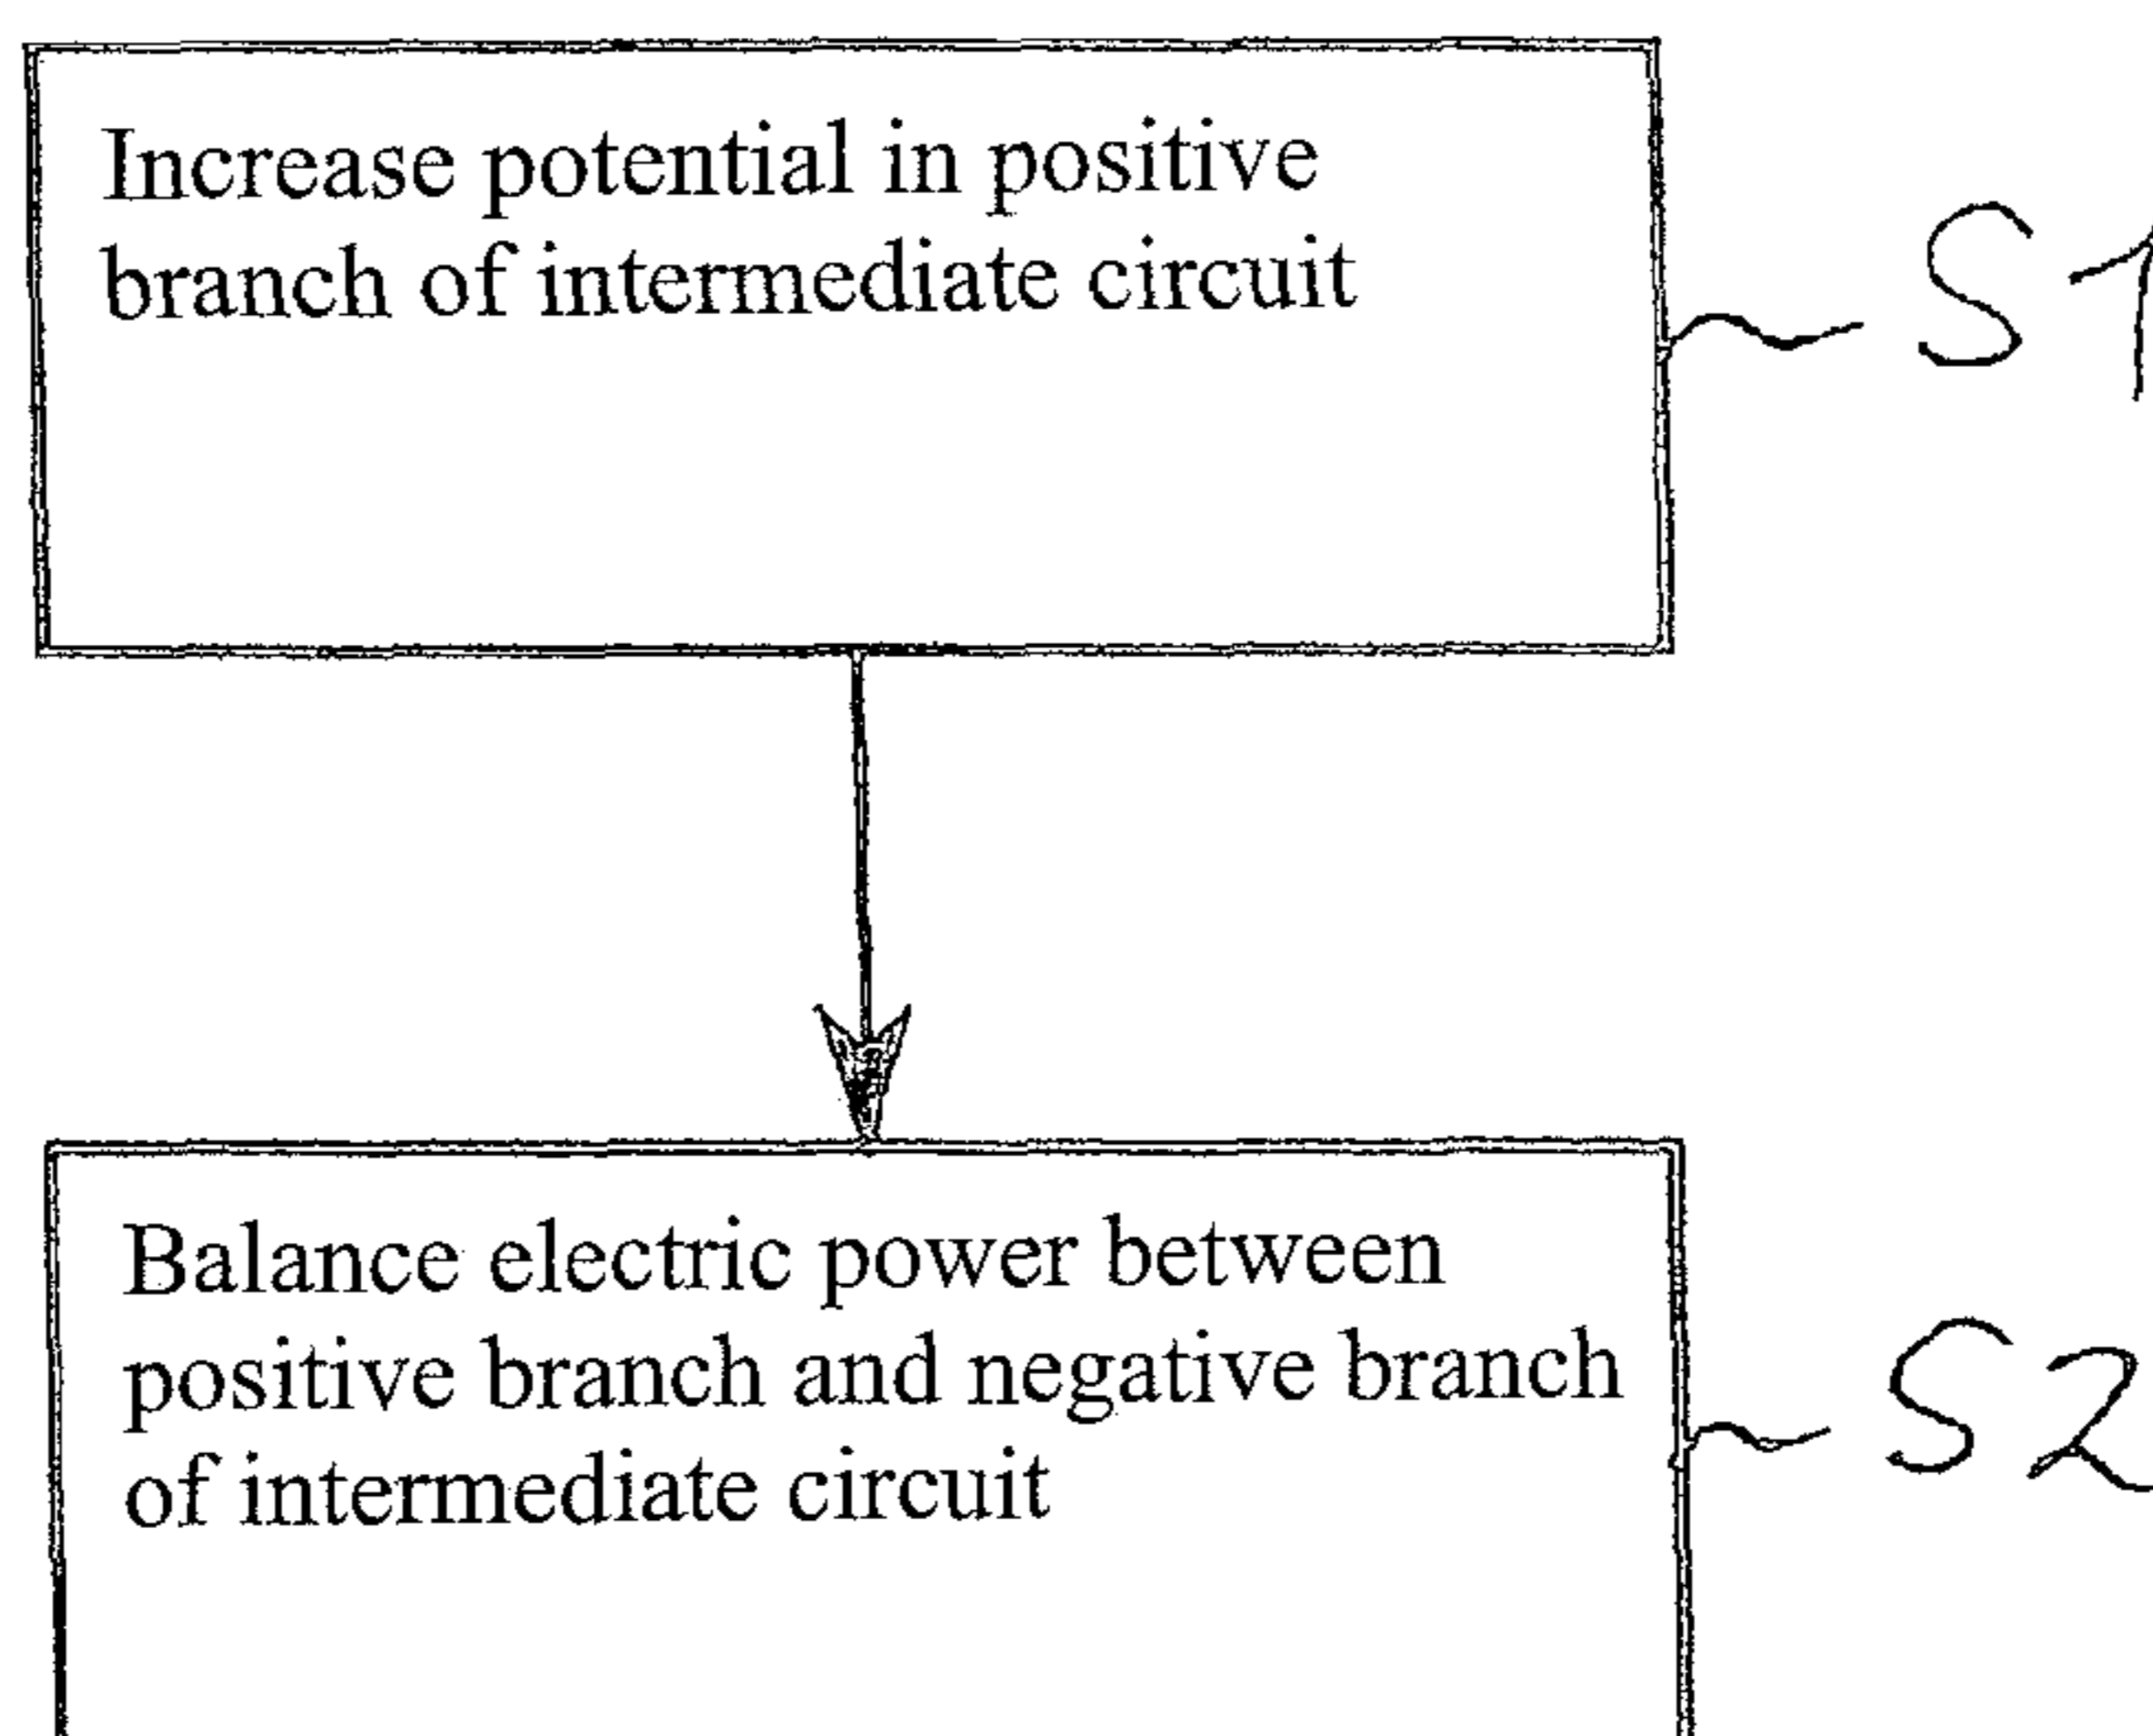 Increase potential in positive
branch of intermediate circuit
S1
Balance electric power between
positive branch and negative branch
of intermediate circuit
S2